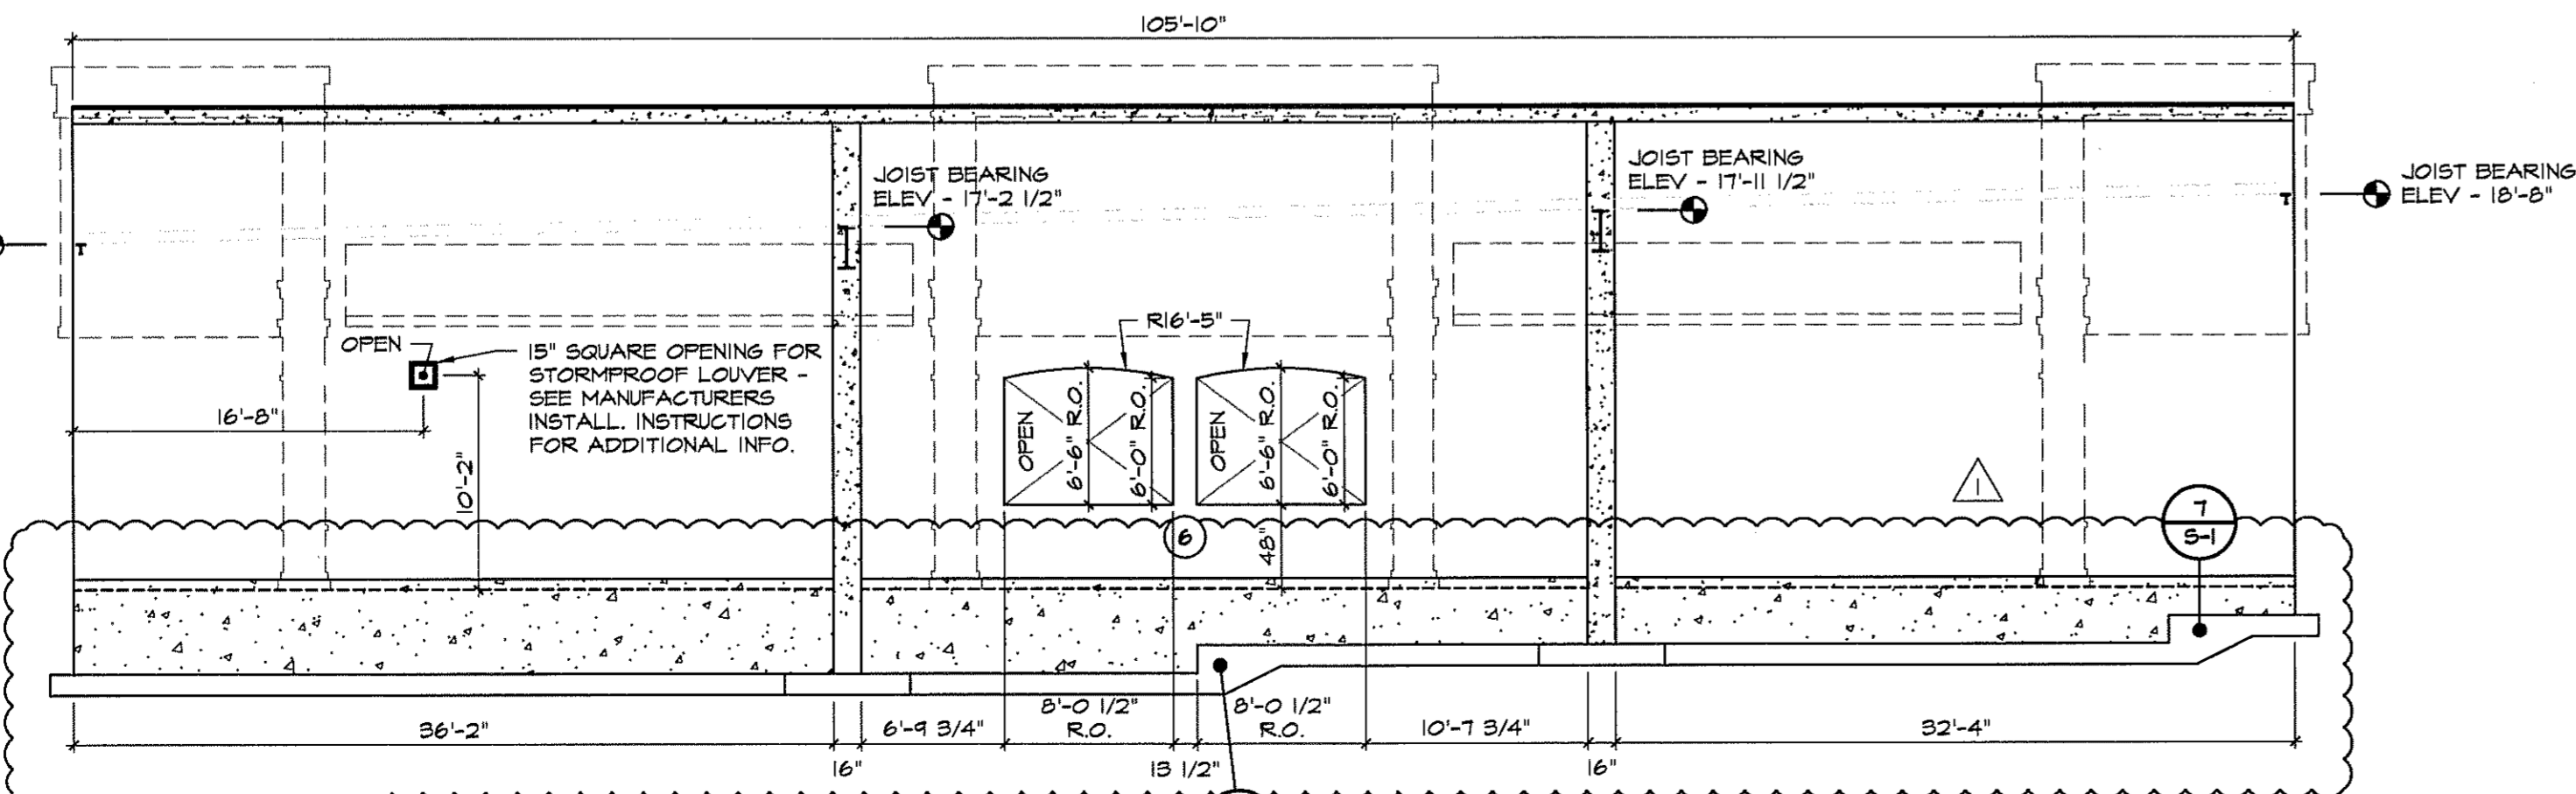 105'-10"
JOIST BEARING
ELEV - 17'-2 1/2"
JOIST BEARING
ELEV - 17'-11 1/2"
JOIST BEARING
ELEV - 18'-8"
OPEN
15" SQUARE OPENING FOR
STORMPROOF LOUVER -
SEE MANUFACTURERS
INSTALL. INSTRUCTIONS
FOR ADDITIONAL INFO.
16'-8"
10'-2"
R16'-5"
OPEN
6'-6" R.O.
6'-0" R.O.
OPEN
6'-6" R.O.
6'-0" R.O.
1
7
S-1
6
48"
36'-2"
6'-9 3/4"
8'-0 1/2"
R.O.
8'-0 1/2"
R.O.
10'-7 3/4"
32'-4"
16"
13 1/2"
16"